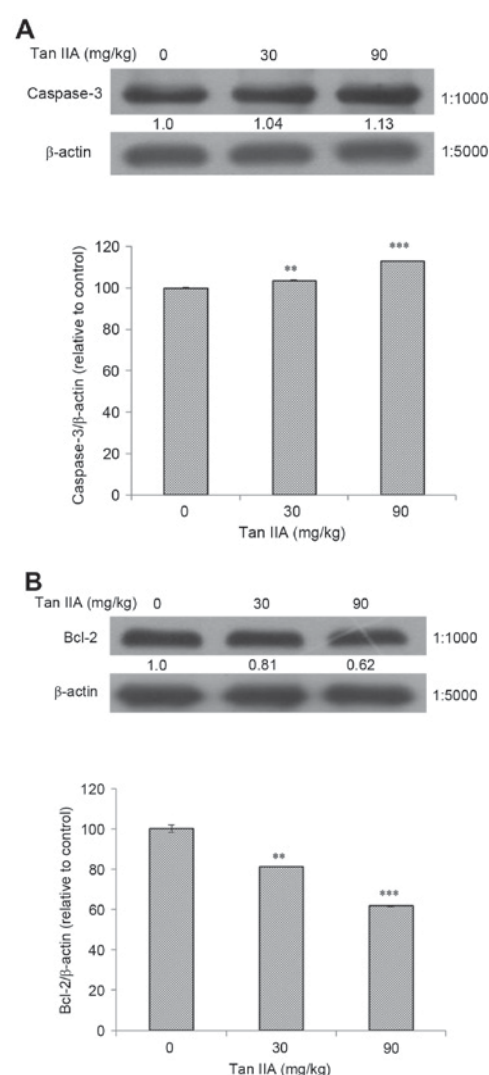 A
Tan IIA (mg/kg) 0 30 90
Caspase-3 1:1000
1.0 1.04 1.13
β-actin 1:5000
Caspase-3/β-actin (relative to control)
120
**
***
100
80
60
40
20
0
0 30 90
Tan IIA (mg/kg)
B
Tan IIA (mg/kg) 0 30 90
Bcl-2 1:1000
1.0 0.81 0.62
β-actin 1:5000
Bcl-2/β-actin (relative to control)
120
100
**
80
***
60
40
20
0
0 30 90
Tan IIA (mg/kg)